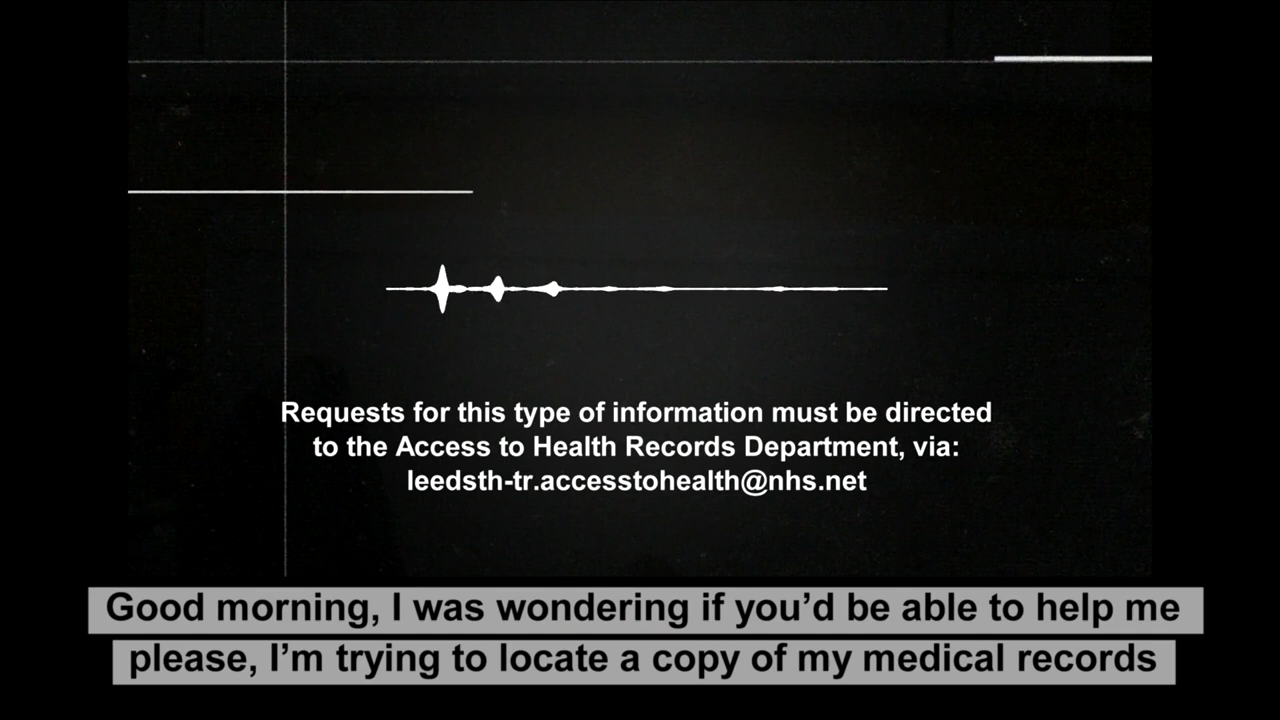 Requests for this type of information must be directed
to the Access to Health Records Department, via:
leedsth-tr.accesstohealth@nhs.net
Good morning, I was wondering if you’d be able to help me
please, I’m trying to locate a copy of my medical records